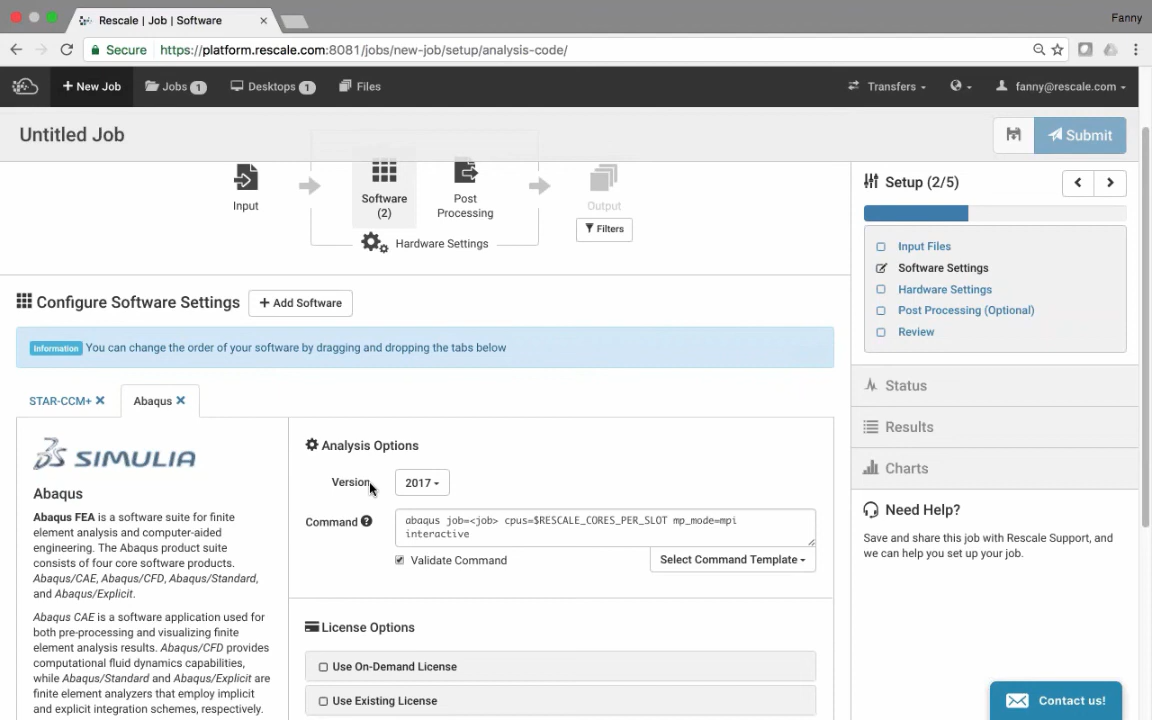 Rescale | Job | Software
Fanny
Secure https://platform.rescale.com:8081/jobs/new-job/setup/analysis-code/
+ New Job
Jobs 1
Desktops 1
Files
Transfers
fanny@rescale.com
Untitled Job
Submit
Input
Software
(2)
Post
Processing
Output
Filters
Hardware Settings
Setup (2/5)
Input Files
Software Settings
Hardware Settings
Post Processing (Optional)
Review
Status
Results
Charts
Need Help?
Save and share this job with Rescale Support, and
we can help you set up your job.
Configure Software Settings
+ Add Software
Information You can change the order of your software by dragging and dropping the tabs below
STAR-CCM+
Abaqus
SIMULIA
Abaqus
Abaqus FEA is a software suite for finite
element analysis and computer-aided
engineering. The Abaqus product suite
consists of four core software products.
Abaqus/CAE, Abaqus/CFD, Abaqus/Standard,
and Abaqus/Explicit.
Abaqus CAE is a software application used for
both pre-processing and visualizing finite
element analysis results. Abaqus/CFD provides
computational fluid dynamics capabilities,
while Abaqus/Standard and Abaqus/Explicit are
finite element analyzers that employ implicit
and explicit integration schemes, respectively.
Analysis Options
Version
2017
Command
abaqus job=<job> cpus=$RESCALE_CORES_PER_SLOT mp_mode=mpi
interactive
Validate Command
Select Command Template
License Options
Use On-Demand License
Use Existing License
Contact us!